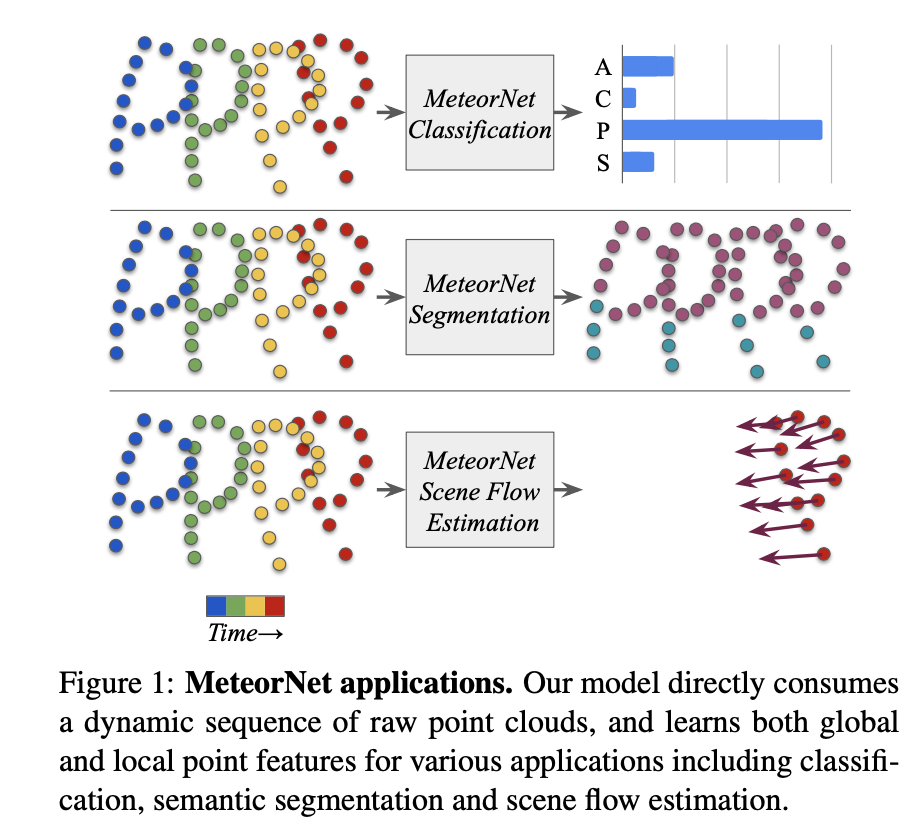 MeteorNet
Classification
A
C
P
S
MeteorNet
Segmentation
MeteorNet
Scene Flow
Estimation
Time→
Figure 1: MeteorNet applications. Our model directly consumes
a dynamic sequence of raw point clouds, and learns both global
and local point features for various applications including classifi-
cation, semantic segmentation and scene flow estimation.